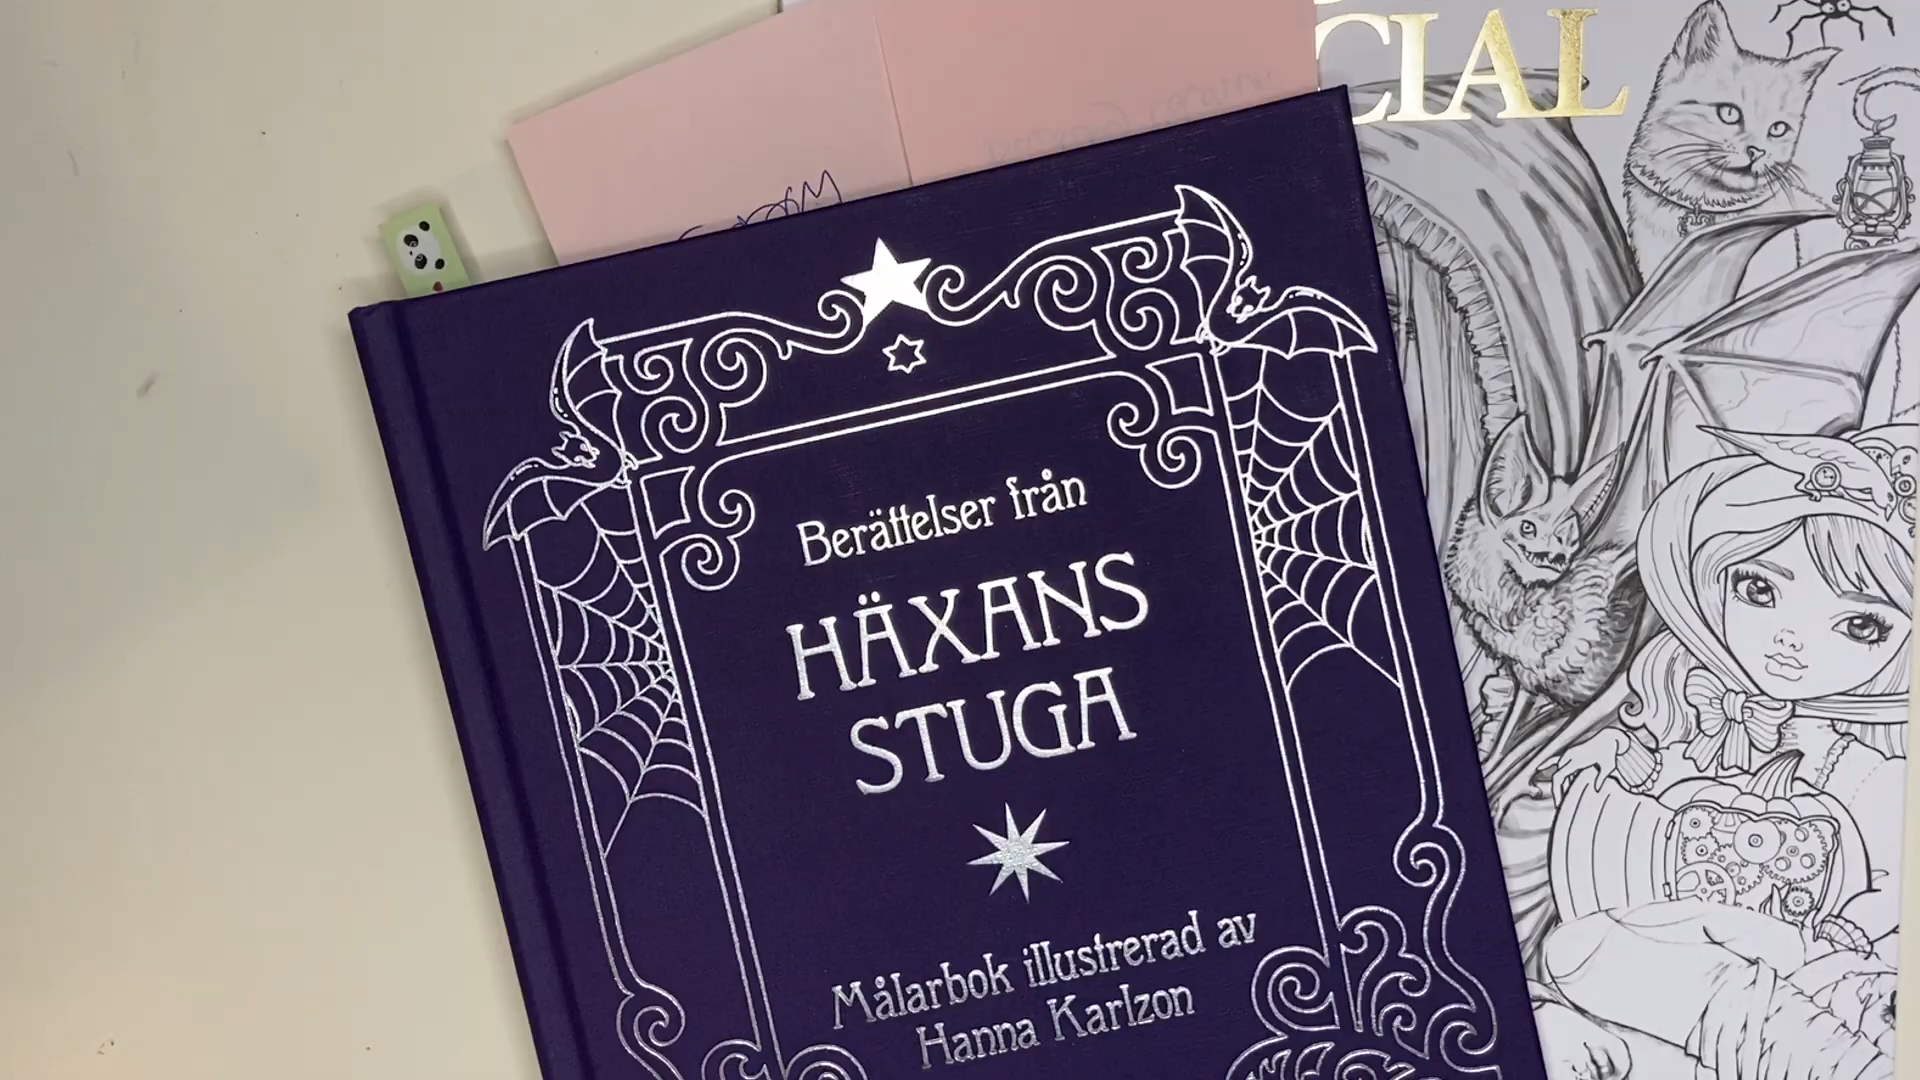 CIAL
Berättelser från
HÄXANS
STUGA
Målarbok illustrerad av
Hanna Karlzon